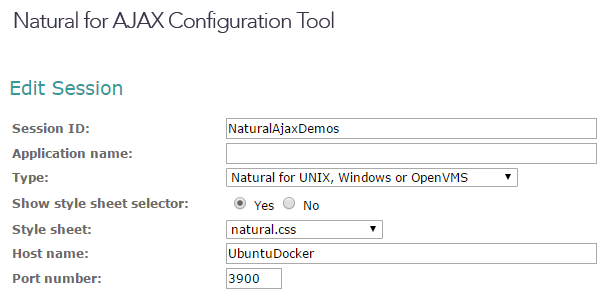 Natural for AJAX Configuration Tool
Edit Session
Session ID: NaturalAjaxDemos
Application name:
Type: Natural for UNIX, Windows or OpenVMS
Show style sheet selector: Yes No
Style sheet: natural.css
Host name: UbuntuDocker
Port number: 3900